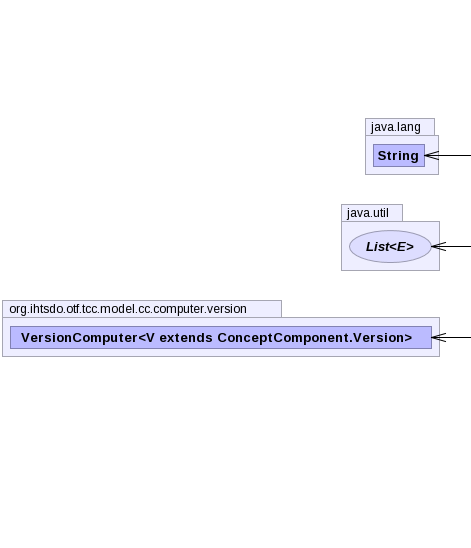 java.lang
String
java.util
List<E>
org.ihtsdo.otf.tcc.model.cc.computer.version
VersionComputer<V extends ConceptComponent.Version>